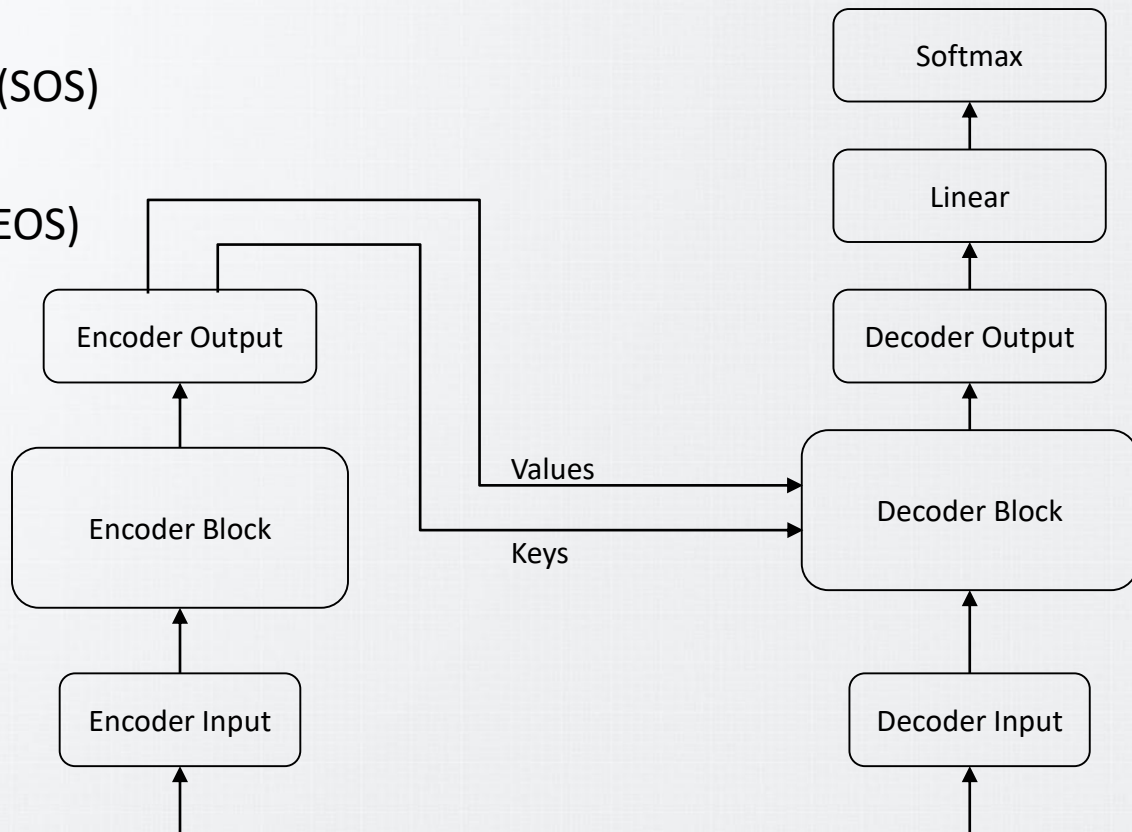 (SOS)
EOS)
Softmax
Linear
Encoder Output
Decoder Output
Values
Encoder Block
Decoder Block
Keys
Encoder Input
Decoder Input